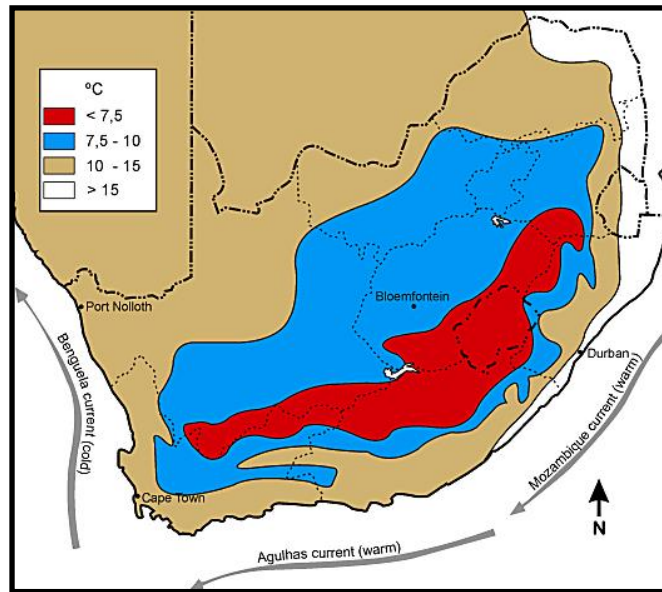 ºC
< 7,5
7,5 - 10
10 - 15
> 15
Port Nolloth
Bloemfontein
Durban
Benguela current (cold)
Mozambique current (warm)
Cape Town
N
Agulhas current (warm)